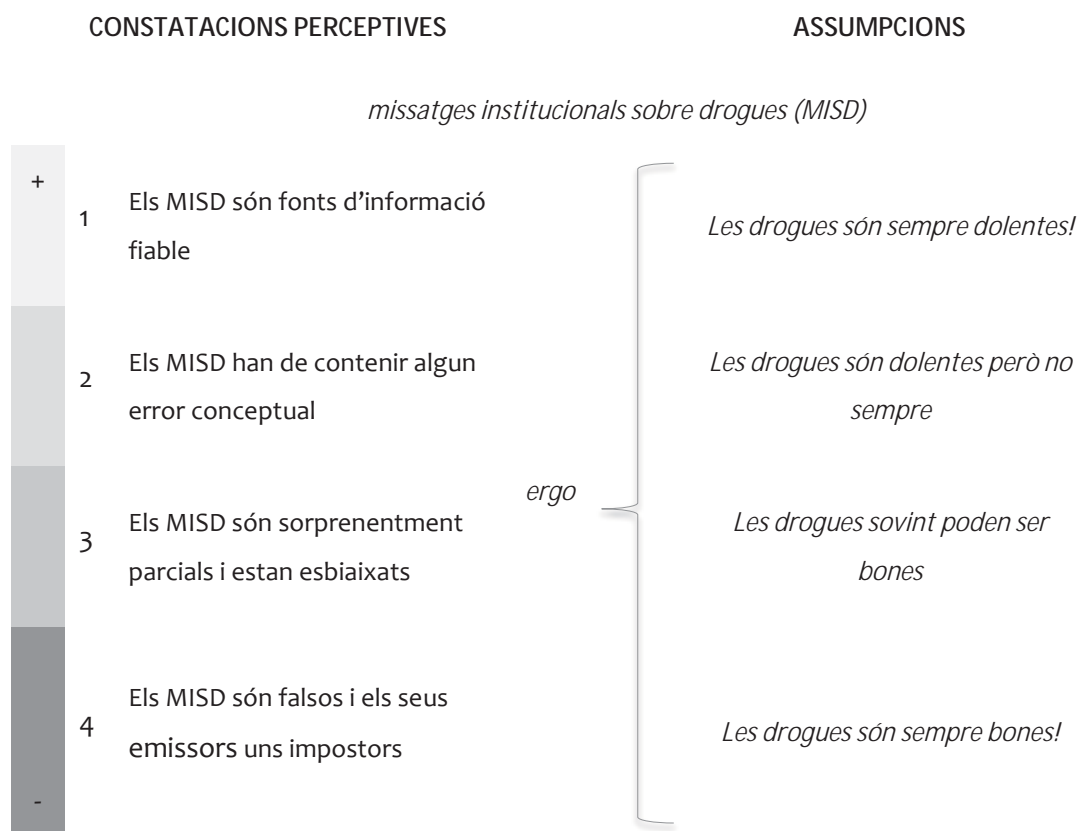 CONSTATACIONS PERCEPTIVES
ASSUMPCIONS
missatges institucionals sobre drogues (MISD)
+
1
Els MISD són fonts d'informació
fiable
Les drogues són sempre dolentes!
2
Els MISD han de contenir algun
error conceptual
Les drogues són dolentes però no
sempre
ergo
3
Els MISD són sorprenentment
parcials i estan esbiaixats
Les drogues sovint poden ser
bones
4
Els MISD són falsos i els seus
emissors uns impostors
Les drogues són sempre bones!
-